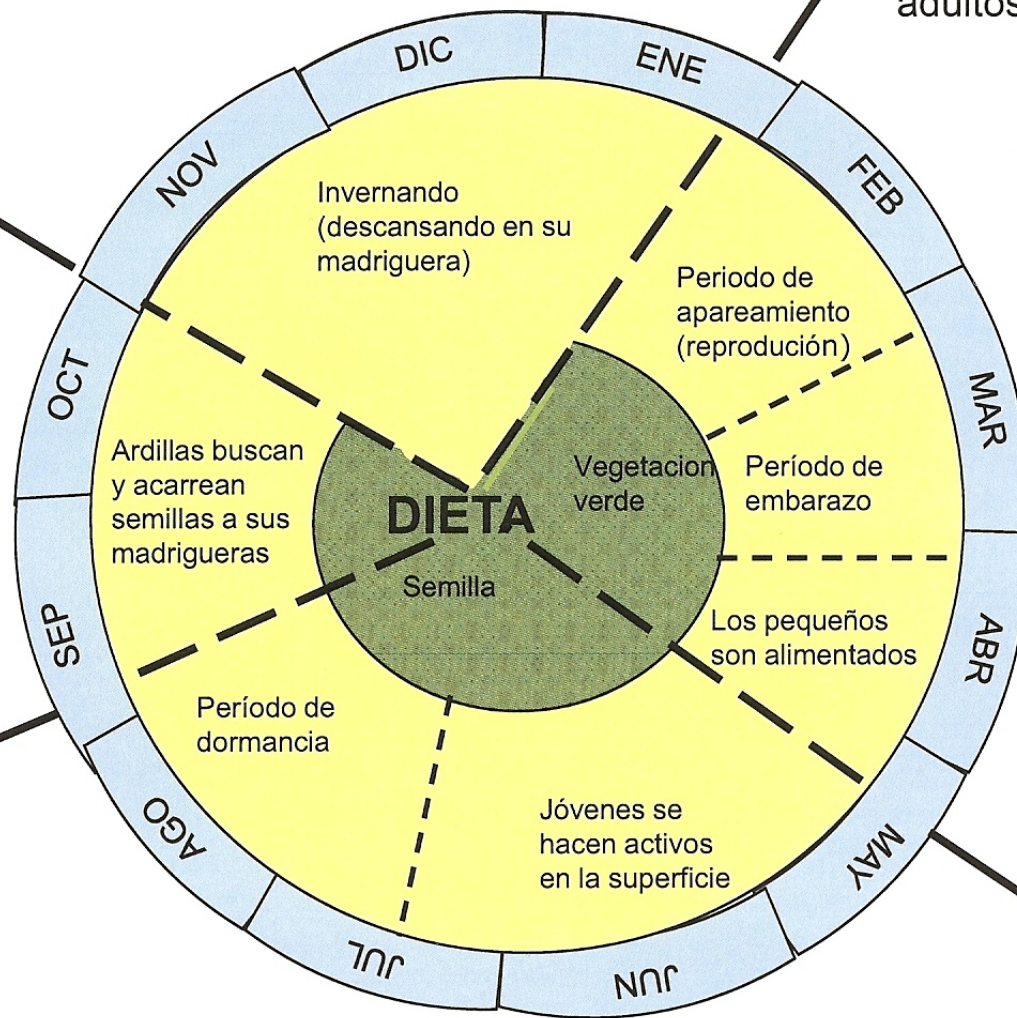 adultos
DIC
ENE
NOV
FEB
Invernando
(descansando en su
madriguera)
Periodo de
apareamiento
(reprodución)
OCT
MAR
Ardillas buscan
y acarrean
semillas a sus
madrigueras
Vegetacion
verde
Período de
embarazo
DIETA
Semilla
SEP
ABR
Los pequeños
son alimentados
Período de
dormancia
AGO
MAY
Jóvenes se
hacen activos
en la superficie
JUL
JUN